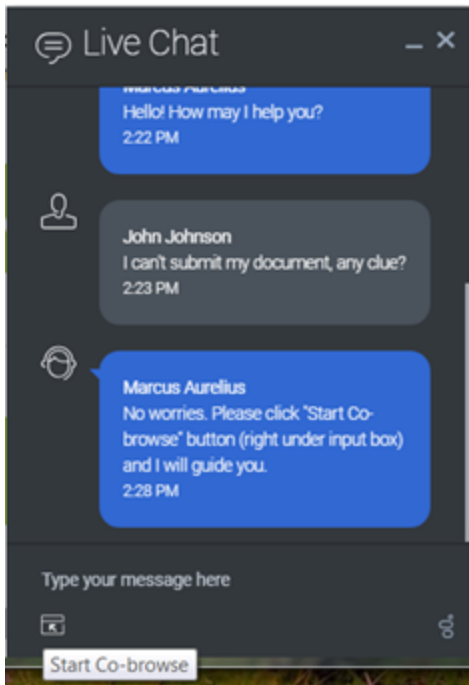 Live Chat
Marcus Aurelius
Hello! How may I help you?
2:22 PM
John Johnson
I can't submit my document, any clue?
2:23 PM
Marcus Aurelius
No worries. Please click "Start Co-
browse" button (right under input box)
and I will guide you.
2:28 PM
Type your message here
Start Co-browse